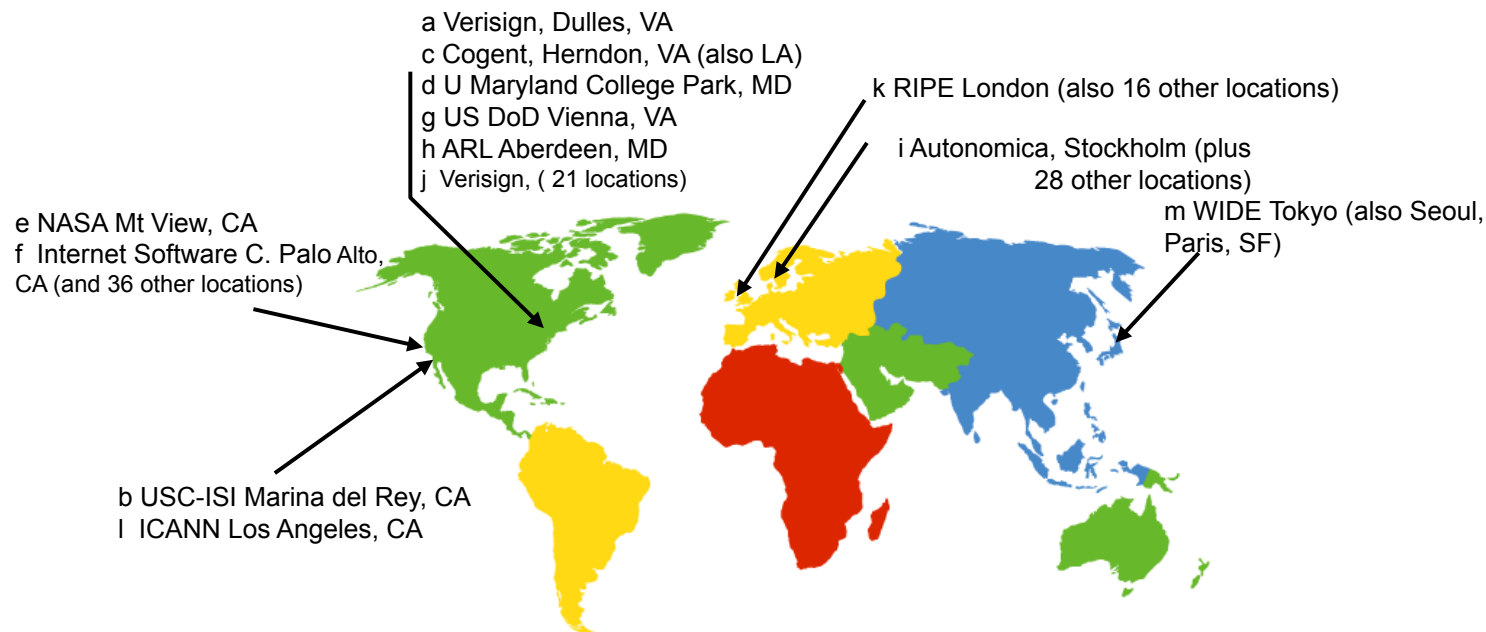 a Verisign, Dulles, VA
c Cogent, Herndon, VA (also LA)
d U Maryland College Park, MD
g US DoD Vienna, VA
h ARL Aberdeen, MD
j Verisign, ( 21 locations)
k RIPE London (also 16 other locations)
i Autonomica, Stockholm (plus
28 other locations)
m WIDE Tokyo (also Seoul,
Paris, SF)
e NASA Mt View, CA
f Internet Software C. Palo Alto,
CA (and 36 other locations)
b USC-ISI Marina del Rey, CA
l ICANN Los Angeles, CA